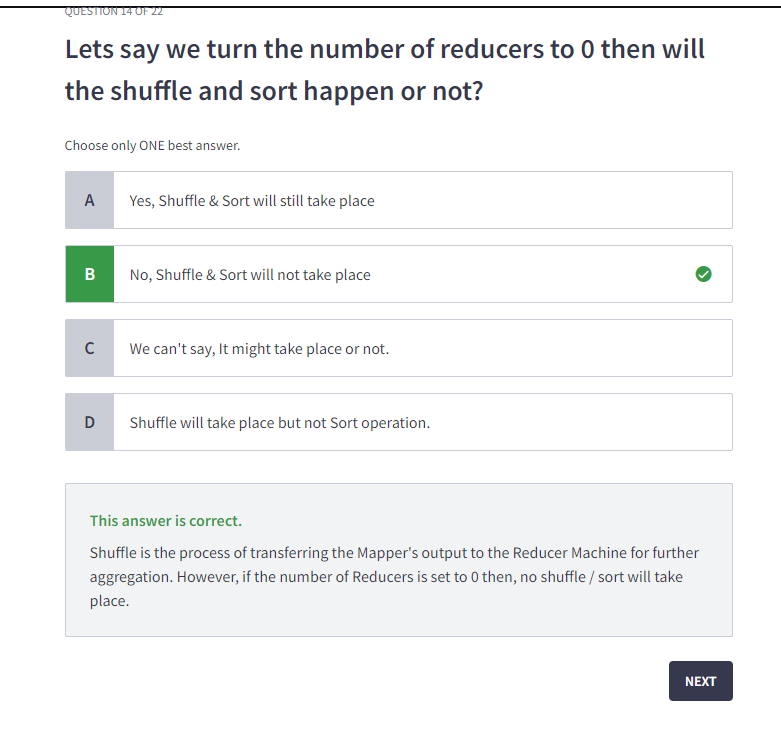 QUESTION 14 OF 22
Lets say we turn the number of reducers to 0 then will
the shuffle and sort happen or not?
Choose only ONE best answer.
A
Yes, Shuffle & Sort will still take place
B
No, Shuffle & Sort will not take place
C
We can't say, It might take place or not.
D
Shuffle will take place but not Sort operation.
This answer is correct.
Shuffle is the process of transferring the Mapper's output to the Reducer Machine for further
aggregation. However, if the number of Reducers is set to 0 then, no shuffle / sort will take
place.
NEXT